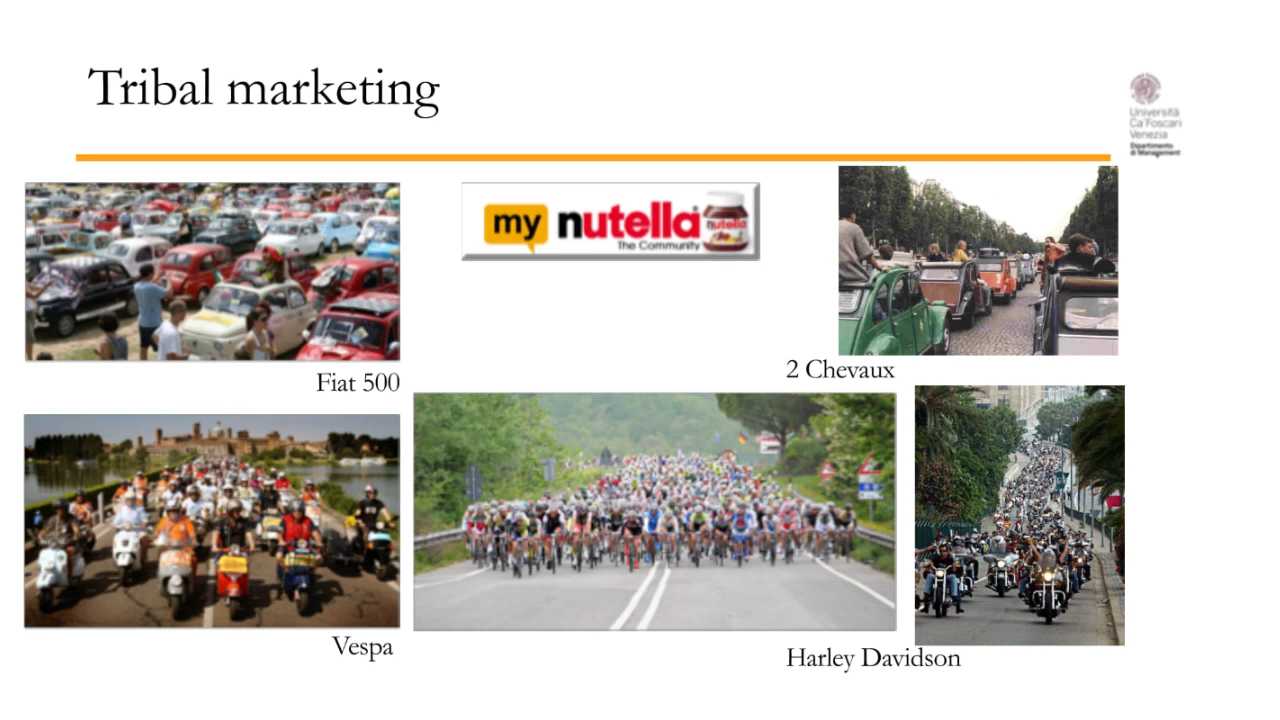 Tribal marketing
Università
Ca' Foscari
Venezia
Dipartimento
di Management
my nutella
nutella
The Community
2 Chevaux
Fiat 500
Vespa
Harley Davidson